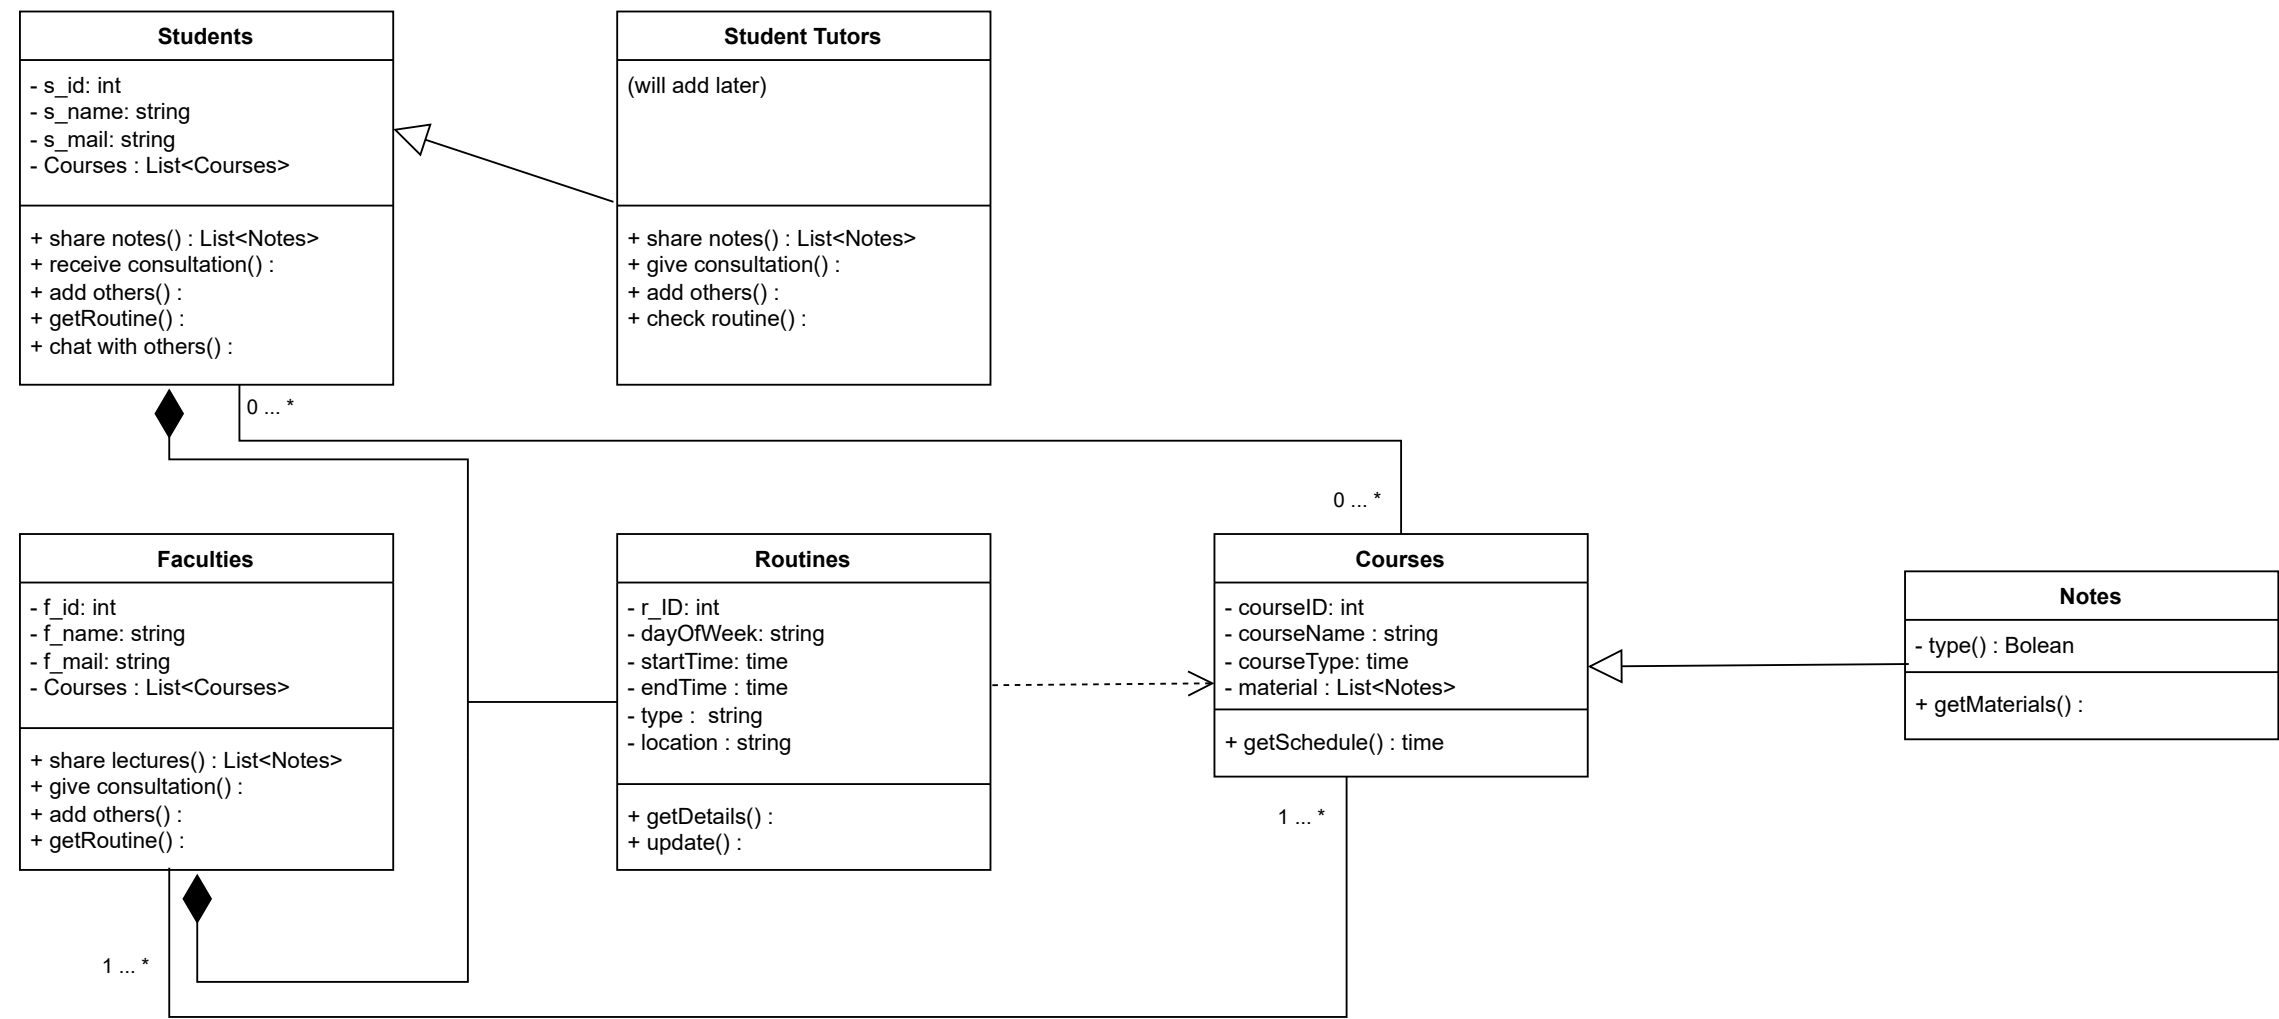 Students
- s_id: int
- s_name: string
- s_mail: string
- Courses : List<Courses>
+ share notes() : List<Notes>
+ receive consultation() :
+ add others() :
+ getRoutine() :
+ chat with others() :
Student Tutors
(will add later)
+ share notes() : List<Notes>
+ give consultation() :
+ add others() :
+ check routine() :
0 ... *
0 ... *
Faculties
- f_id: int
- f_name: string
- f_mail: string
- Courses : List<Courses>
+ share lectures() : List<Notes>
+ give consultation() :
+ add others() :
+ getRoutine() :
Routines
- r_ID: int
- dayOfWeek: string
- startTime: time
- endTime : time
- type :  string
- location : string
+ getDetails() :
+ update() :
Courses
- courseID: int
- courseName : string
- courseType: time
- material : List<Notes>
+ getSchedule() : time
Notes
- type() : Bolean
+ getMaterials() :
1 ... *
1 ... *